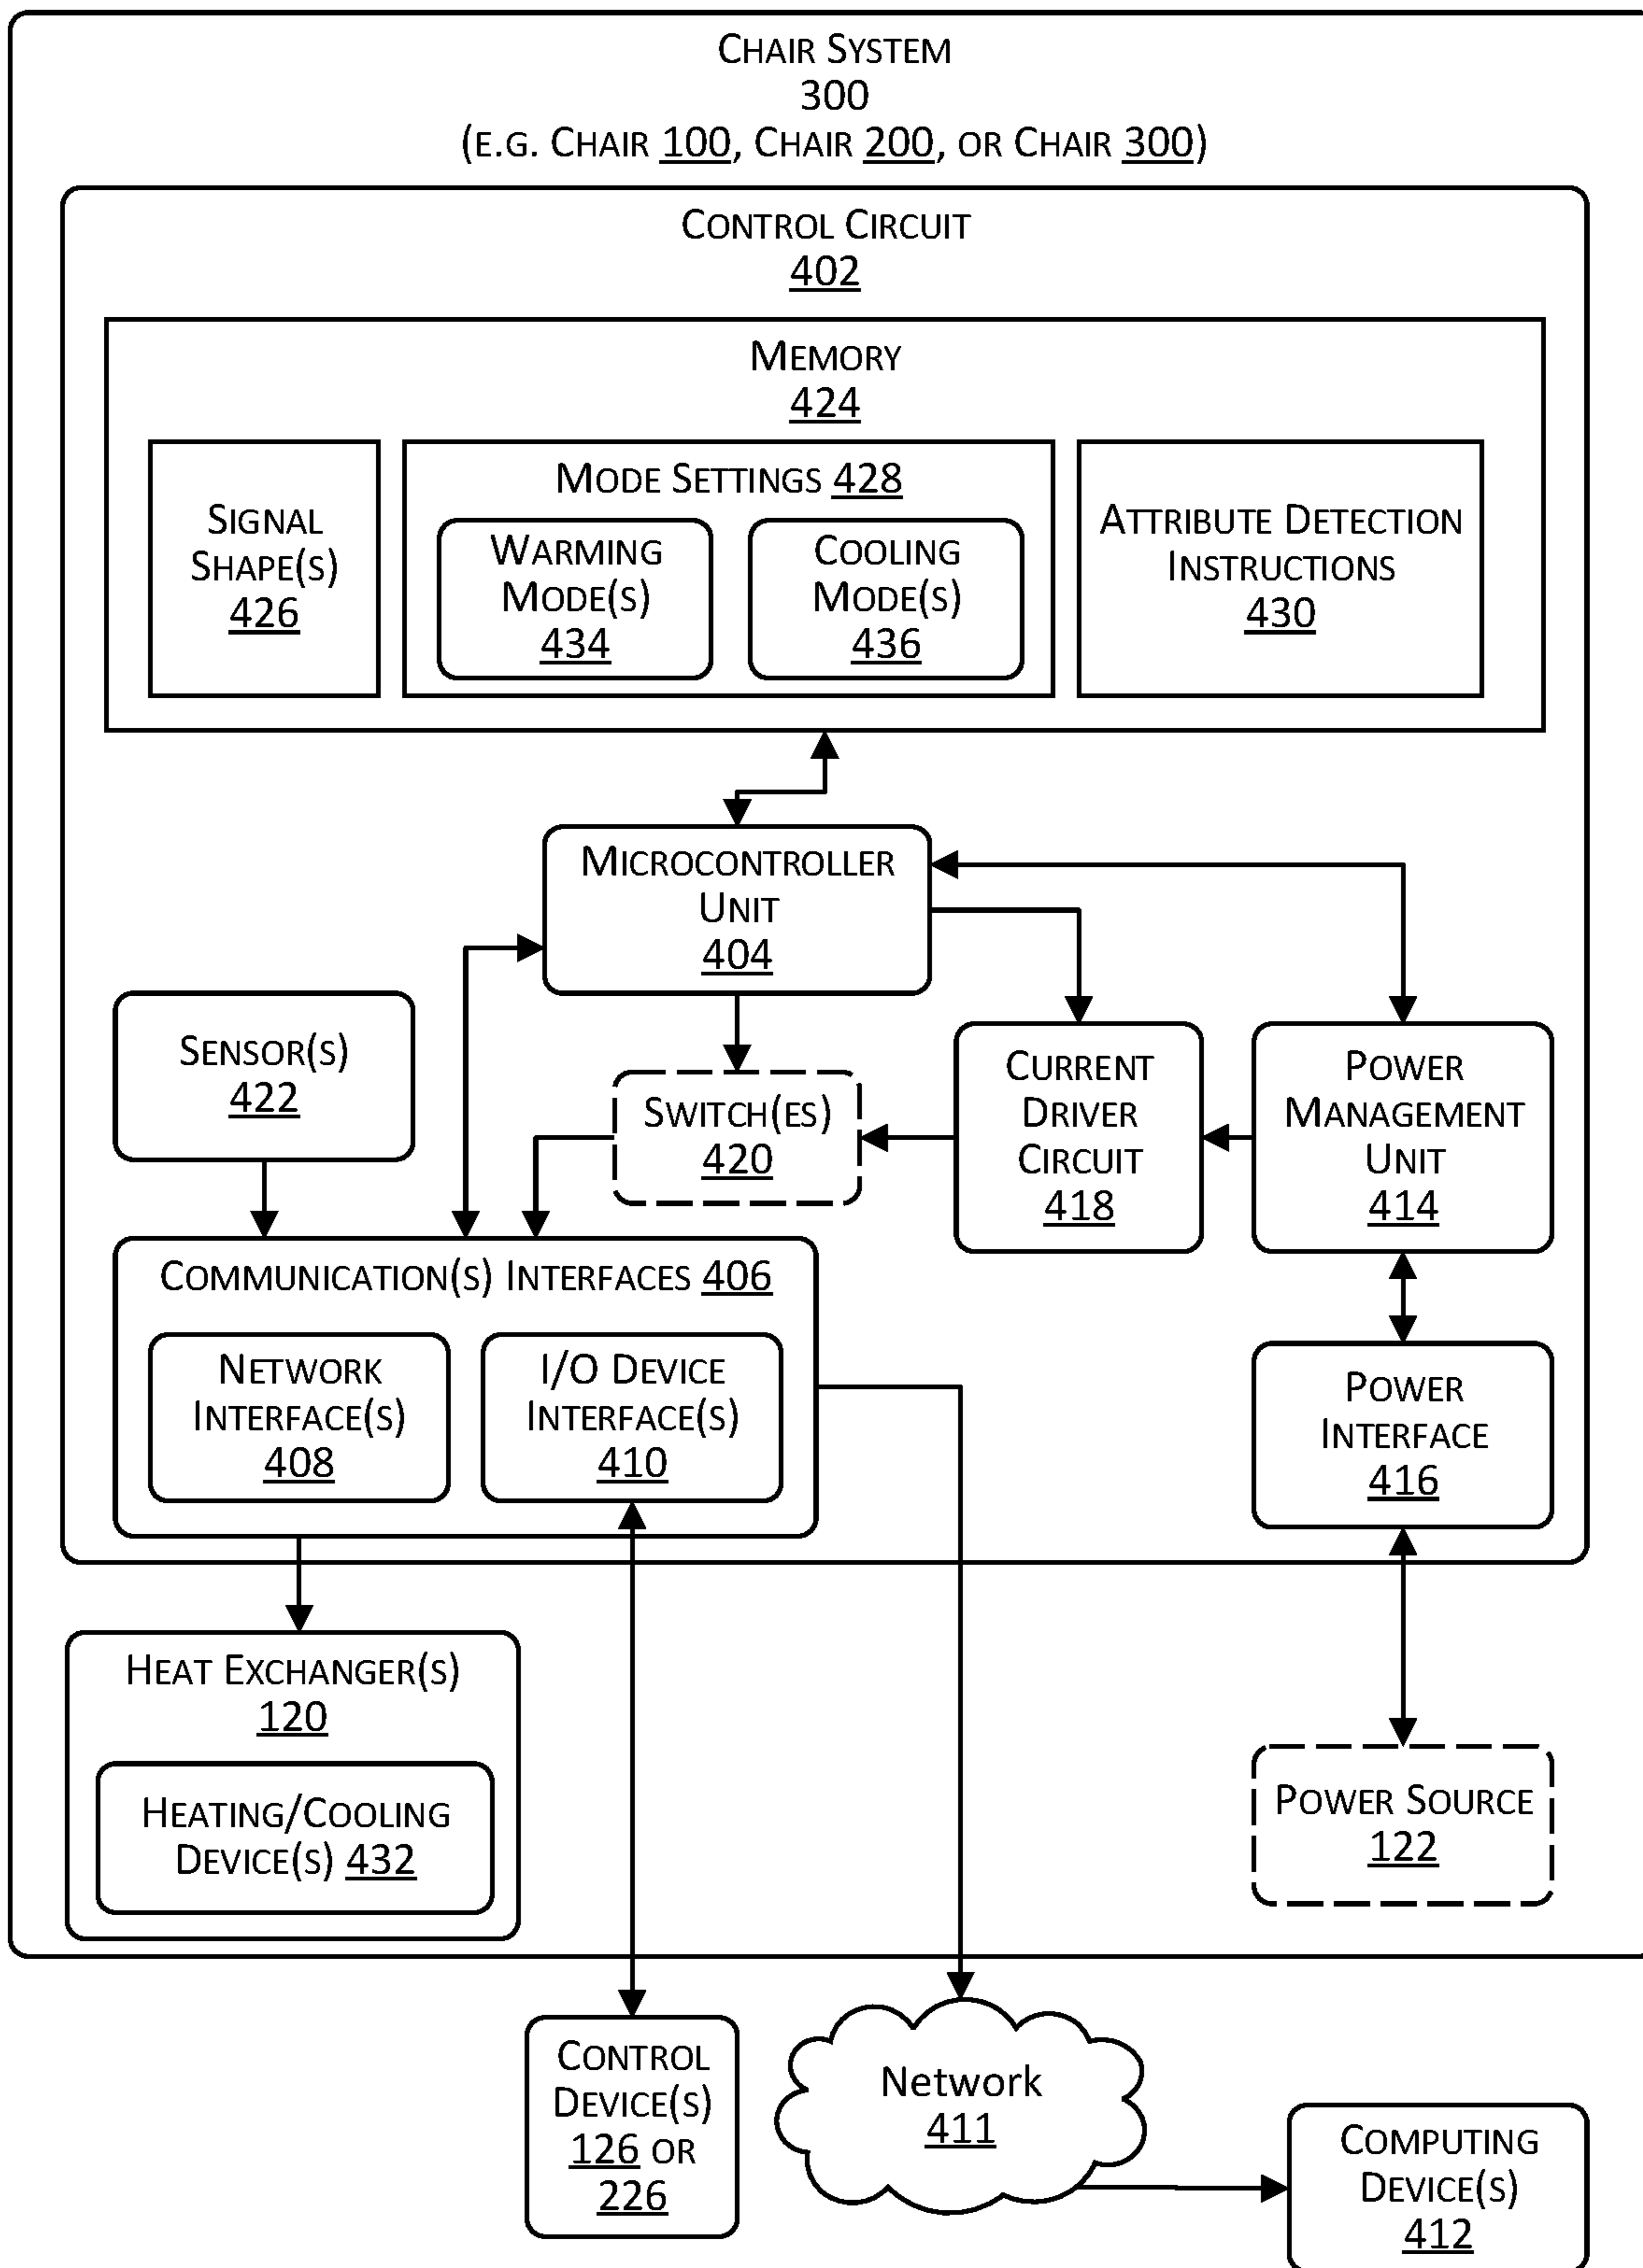 CHAIR SYSTEM
300
(E.G. CHAIR 100, CHAIR 200, OR CHAIR 300)
CONTROL CIRCUIT
402
MEMORY
424
SIGNAL
SHAPE(S)
426
MODE SETTINGS 428
WARMING
MODE(S)
434
COOLING
MODE(S)
436
ATTRIBUTE DETECTION
INSTRUCTIONS
430
MICROCONTROLLER
UNIT
404
SENSOR(S)
422
SWITCH(ES)
420
CURRENT
DRIVER
CIRCUIT
418
POWER
MANAGEMENT
UNIT
414
COMMUNICATION(S) INTERFACES 406
NETWORK
INTERFACE(S)
408
I/O DEVICE
INTERFACE(S)
410
POWER
INTERFACE
416
HEAT EXCHANGER(S)
120
HEATING/COOLING
DEVICE(S) 432
POWER SOURCE
122
CONTROL
DEVICE(S)
126 OR
226
Network
411
COMPUTING
DEVICE(S)
412